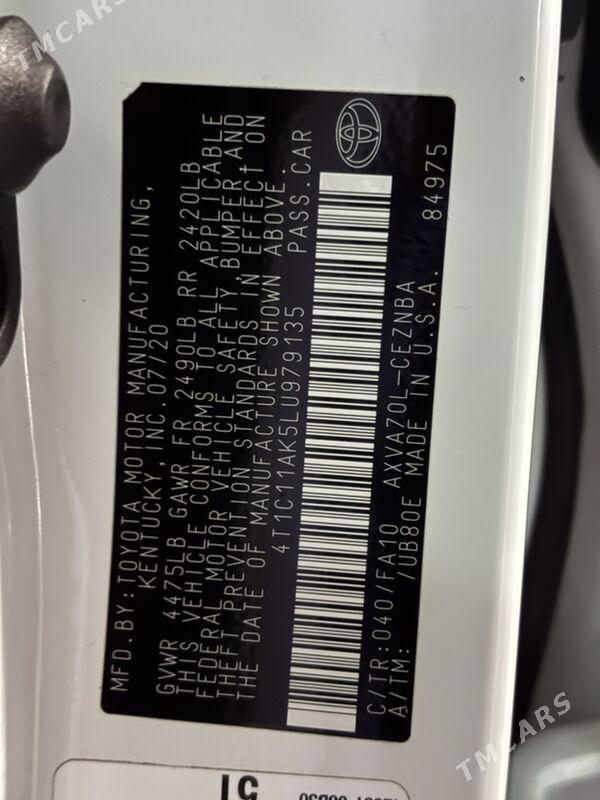 TMCARS
MFD.BY:TOYOTA MOTOR MANUFACTURING,
KENTUCKY, INC. 07/20
GVWR 4475LB GAWR FR 2490LB RR 2420LB
THIS VEHICLE CONFORMS TO ALL APPLICABLE
FEDERAL MOTOR VEHICLE SAFETY, BUMPER, AND
THEFT PREVENTION STANDARDS IN EFFECT ON
THE DATE OF MANUFACTURE SHOWN ABOVE.
4T1C11AK5LU979135 PASS.CAR
C/TR:040/FA10 AXVA70L-CEZNBA
A/TM: /UB80E MADE IN U.S.A. 84975
TMCARS